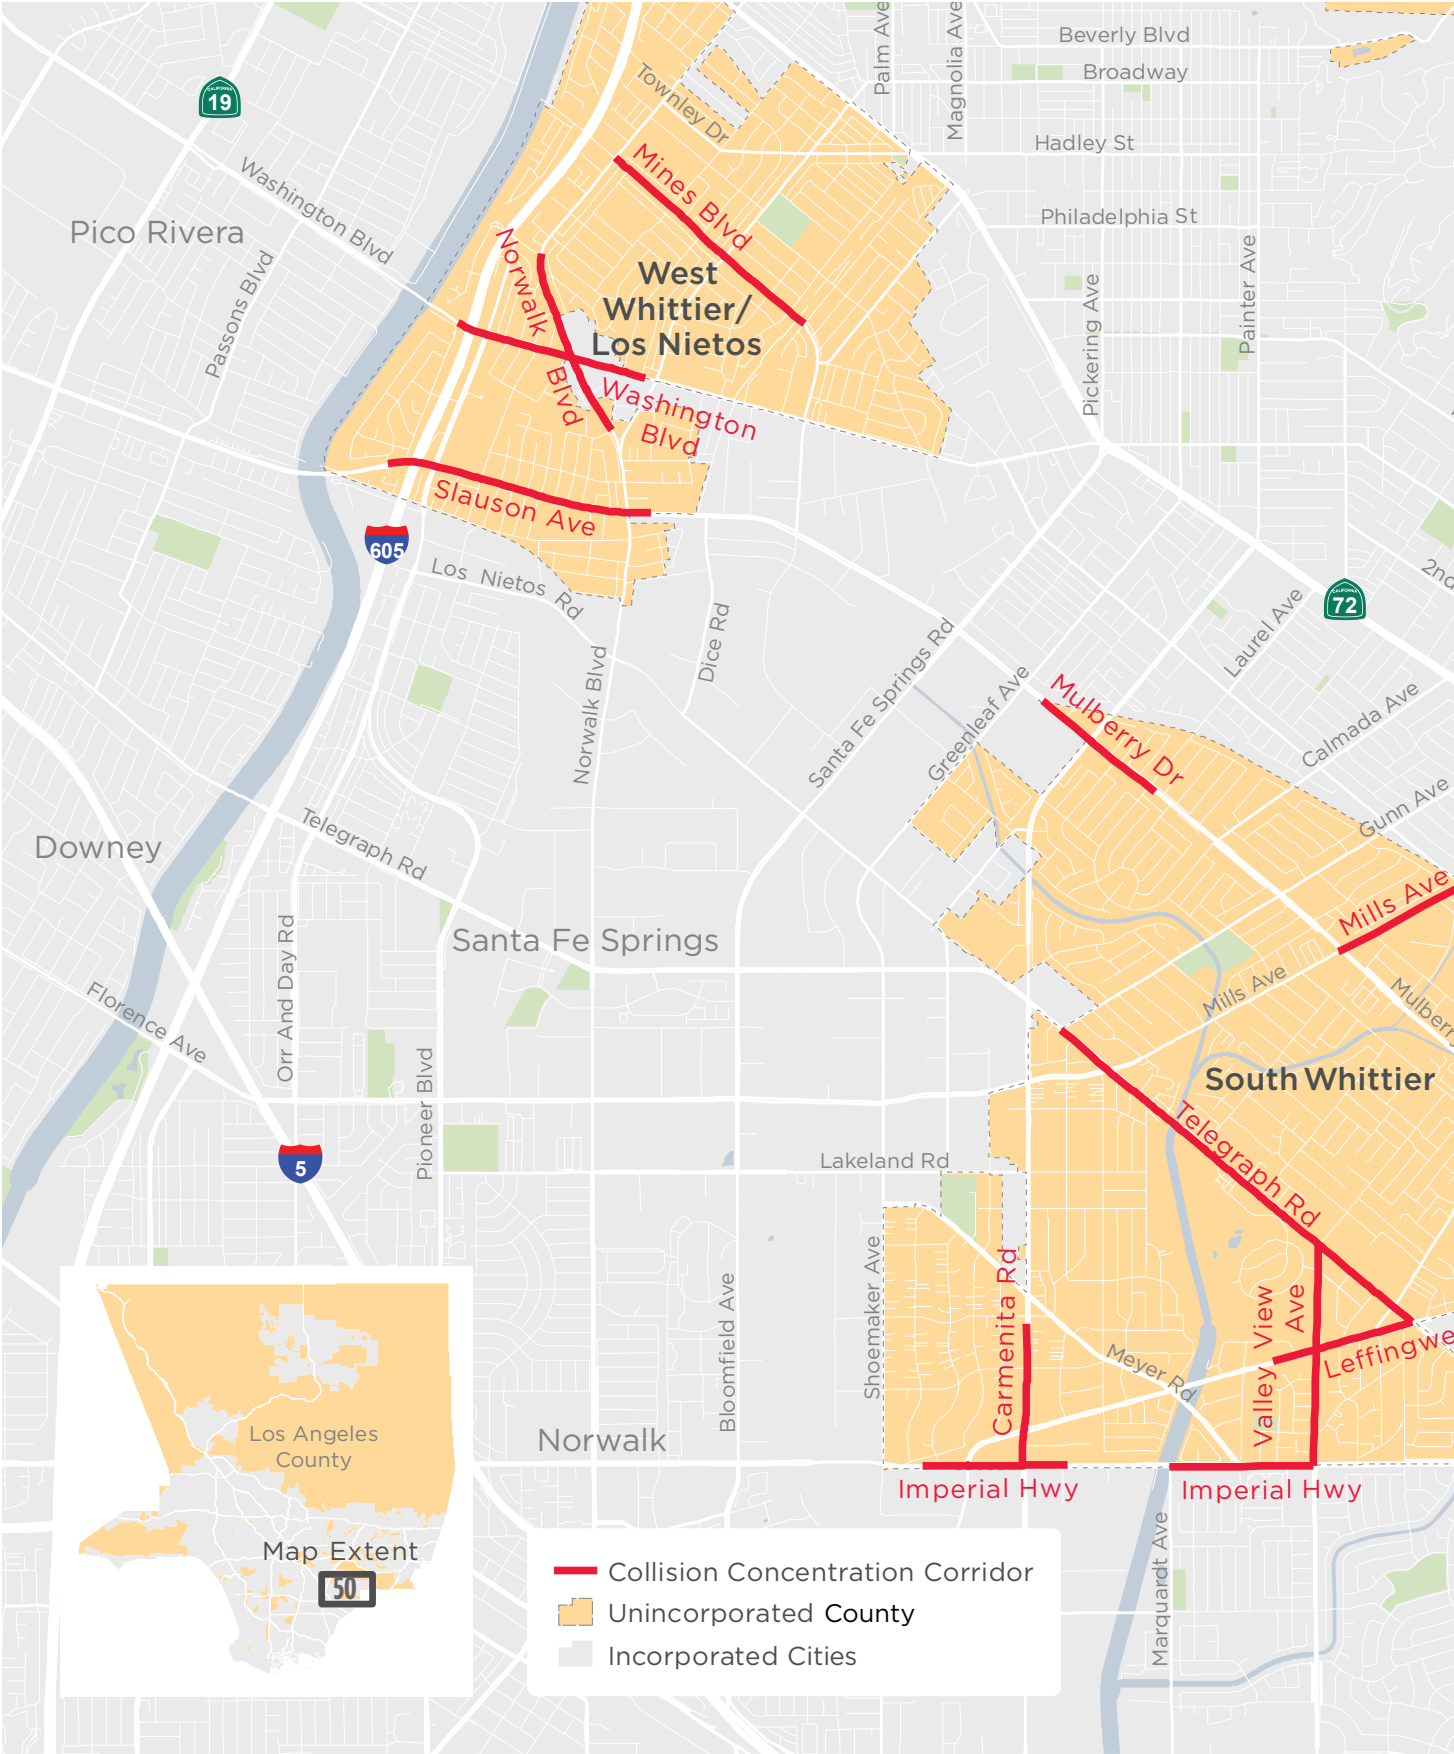 Palm Ave
Magnolia Ave
Beverly Blvd
Broadway
Townley Dr
CALIFORNIA
19
Hadley St
Mines Blvd
Washington Blvd
Philadelphia St
Pico Rivera
Passons Blvd
Norwalk
Blvd
West
Whittier/
Los Nietos
Painter Ave
Pickering Ave
Washington
Blvd
Slauson Ave
605
Los Nietos Rd
2nd
CALIFORNIA
72
Laurel Ave
Dice Rd
Norwalk Blvd
Santa Fe Springs Rd
Greenleaf Ave
Mulberry Dr
Calmada Ave
Gunn Ave
Telegraph Rd
Downey
Mills Ave
Santa Fe Springs
Orr And Day Rd
Florence Ave
Mills Ave
Mulberry
Pioneer Blvd
South Whittier
Telegraph Rd
5
Lakeland Rd
Shoemaker Ave
Carmenita Rd
Bloomfield Ave
Valley View
Ave
Meyer Rd
Leffingwe
Norwalk
Imperial Hwy
Imperial Hwy
Marquardt Ave
Los Angeles
County
Map Extent
50
Collision Concentration Corridor
Unincorporated County
Incorporated Cities